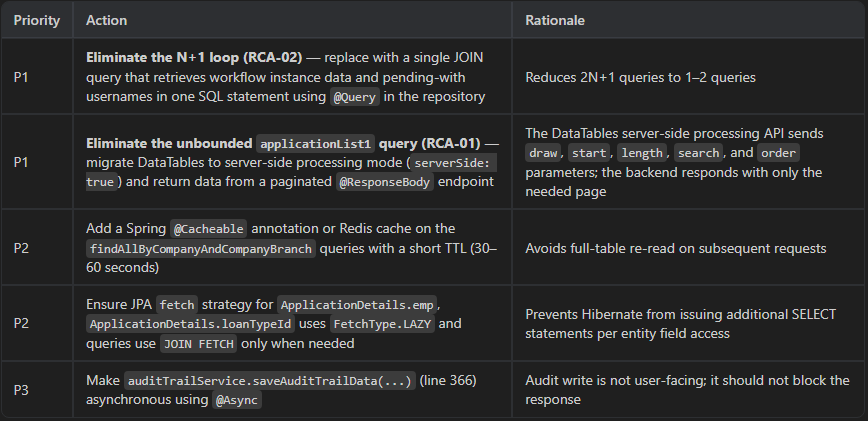 Priority Action Rationale
P1
Eliminate the N+1 loop (RCA-02) — replace with a single JOIN
query that retrieves workflow instance data and pending-with
usernames in one SQL statement using @Query in the repository
Reduces 2N+1 queries to 1–2 queries
P1
Eliminate the unbounded applicationList1 query (RCA-01) —
migrate DataTables to server-side processing mode (serverSide:
true) and return data from a paginated @ResponseBody endpoint
The DataTables server-side processing API sends
draw, start, length, search, and order
parameters; the backend responds with only the
needed page
P2
Add a Spring @Cacheable annotation or Redis cache on the
findAllByCompanyAndCompanyBranch queries with a short TTL (30–
60 seconds)
Avoids full-table re-read on subsequent requests
P2
Ensure JPA fetch strategy for ApplicationDetails.emp,
ApplicationDetails.loanTypeId uses FetchType.LAZY and
queries use JOIN FETCH only when needed
Prevents Hibernate from issuing additional SELECT
statements per entity field access
P3
Make auditTrailService.saveAuditTrailData(...) (line 366)
asynchronous using @Async
Audit write is not user-facing; it should not block the
response